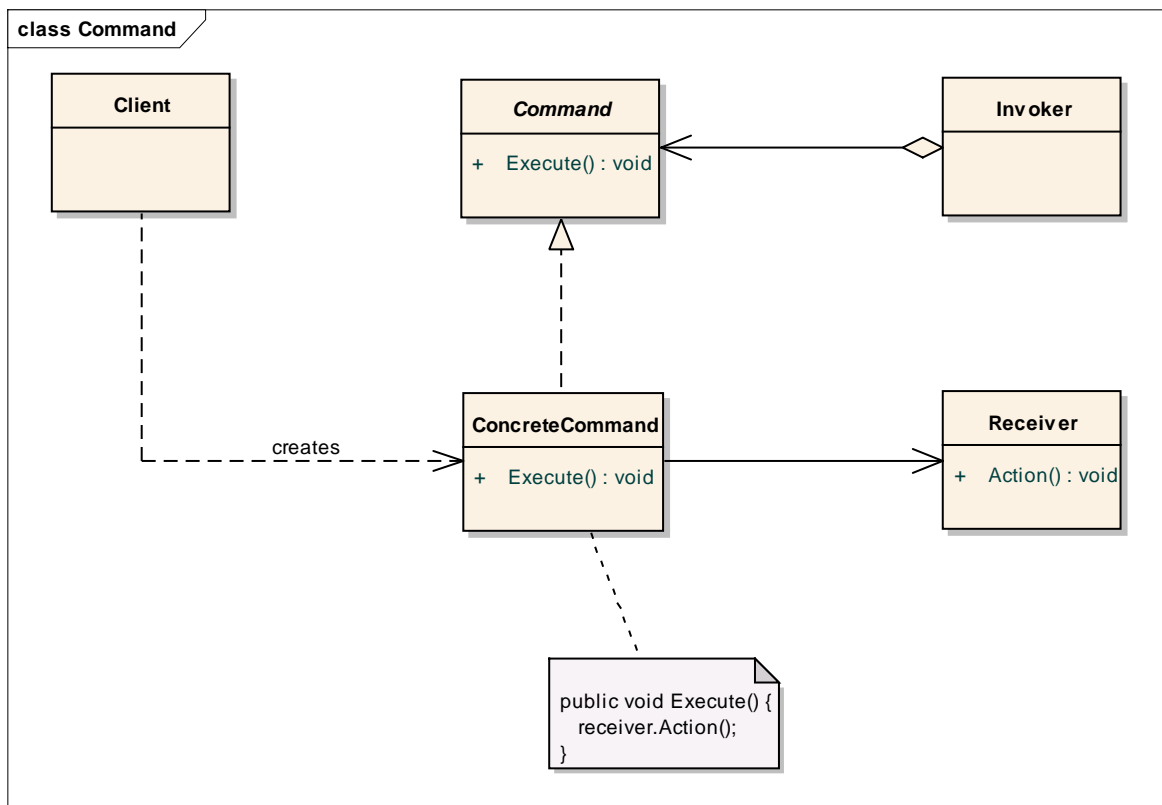 class Command
Client
Command
+ Execute() : void
Invoker
creates
ConcreteCommand
+ Execute() : void
Receiver
+ Action() : void
public void Execute() {
receiver.Action();
}